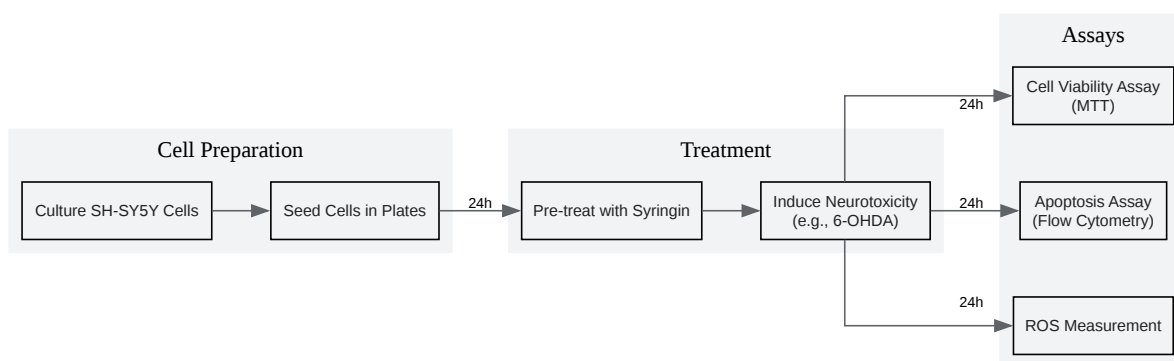 Cell Preparation
Culture SH-SY5Y Cells
Seed Cells in Plates
24h
Treatment
Pre-treat with Syringin
Induce Neurotoxicity
(e.g., 6-OHDA)
24h
24h
24h
Assays
Cell Viability Assay
(MTT)
Apoptosis Assay
(Flow Cytometry)
ROS Measurement